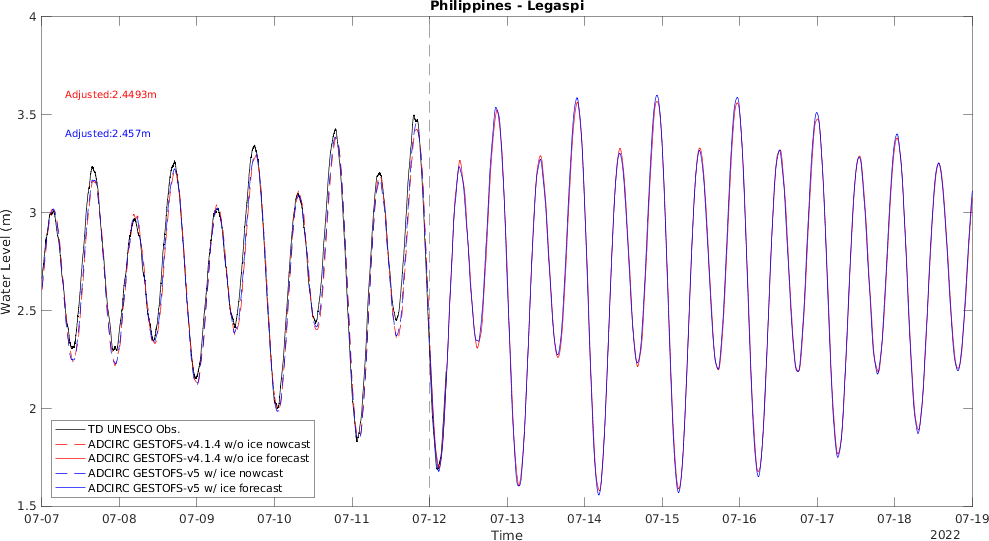 Philippines - Legaspi
4
3.5
3
2.5
2
1.5
Water Level (m)
Adjusted:2.4493m
Adjusted:2.457m
TD UNESCO Obs.
ADCIRC GESTOFS-v4.1.4 w/o ice nowcast
ADCIRC GESTOFS-v4.1.4 w/o ice forecast
ADCIRC GESTOFS-v5 w/ ice nowcast
ADCIRC GESTOFS-v5 w/ ice forecast
07-07 07-08 07-09 07-10 07-11 07-12 07-13 07-14 07-15 07-16 07-17 07-18 07-19
Time
2022